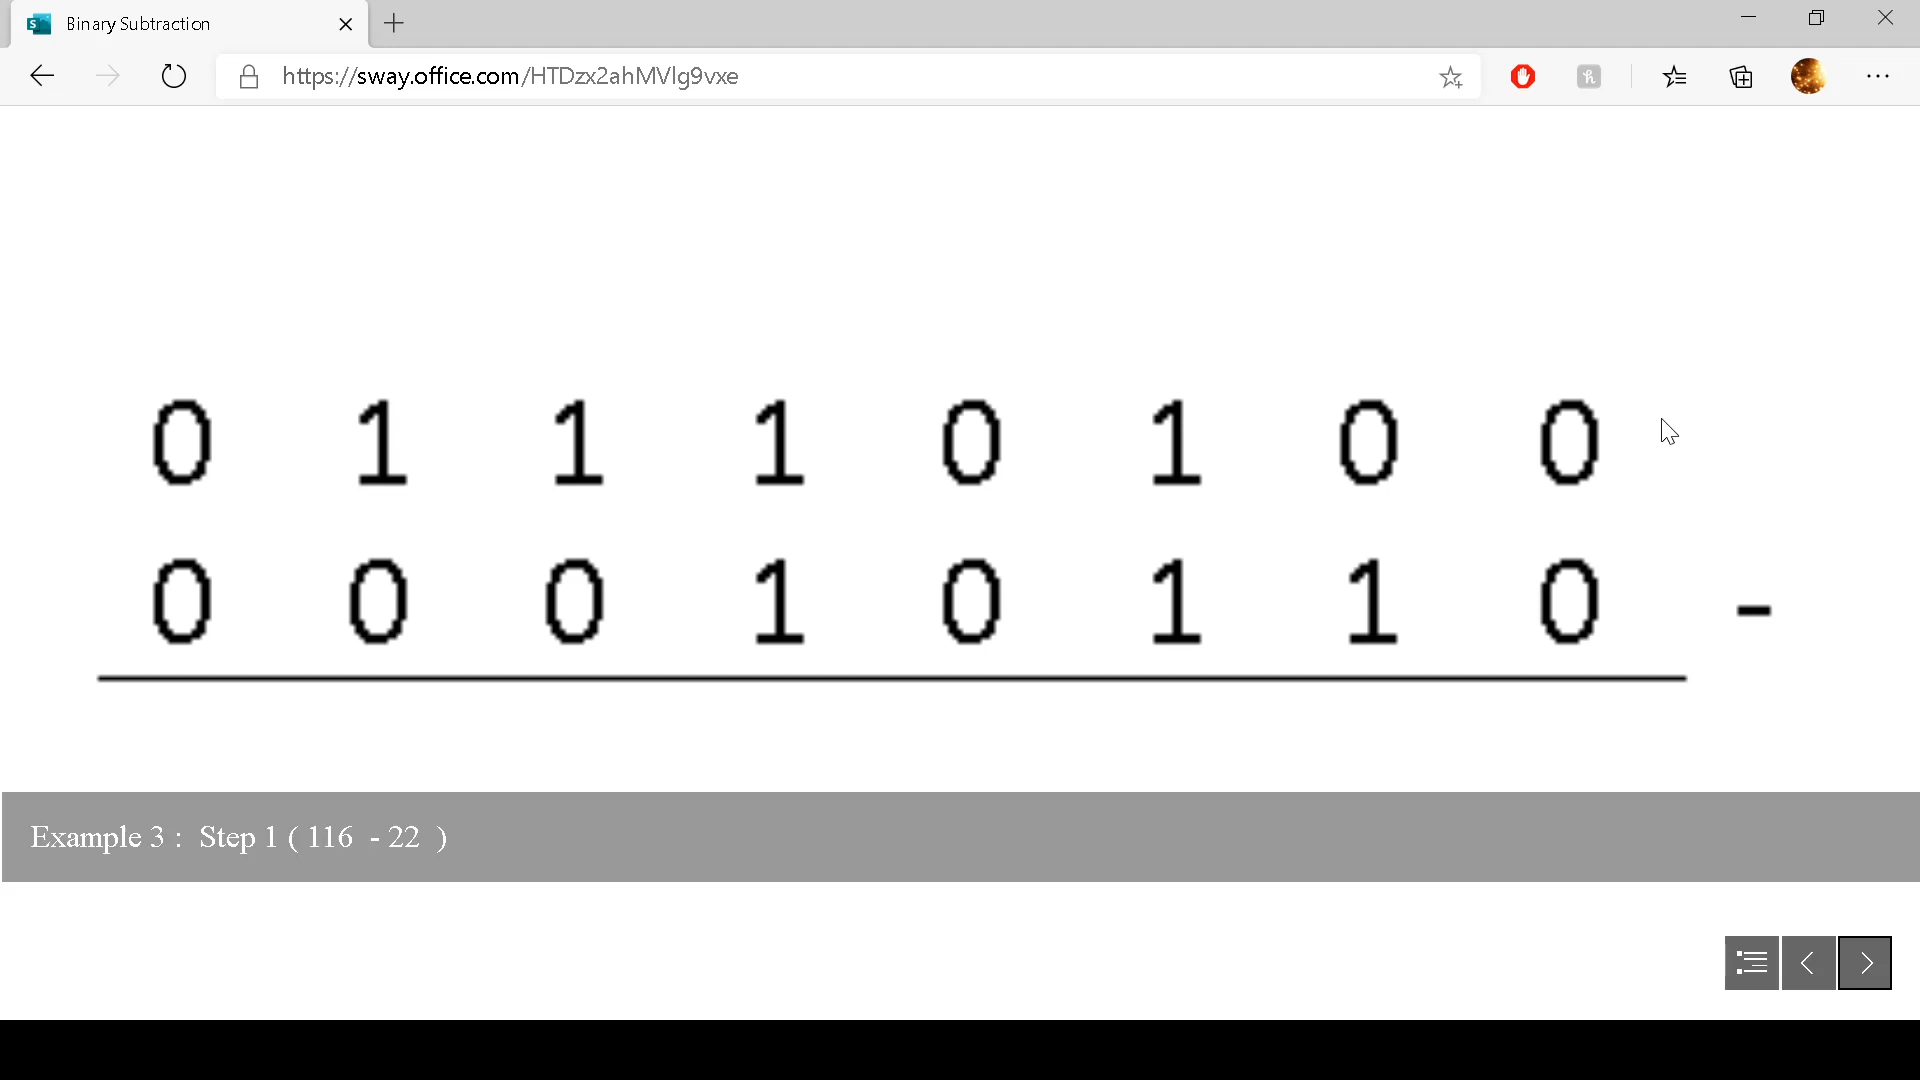 Binary Subtraction
https://sway.office.com/HTDzx2ahMVlg9vxe
0 1 1 1 0 1 0 0
0 0 0 1 0 1 1 0 -
Example 3 : Step 1 ( 116 - 22 )